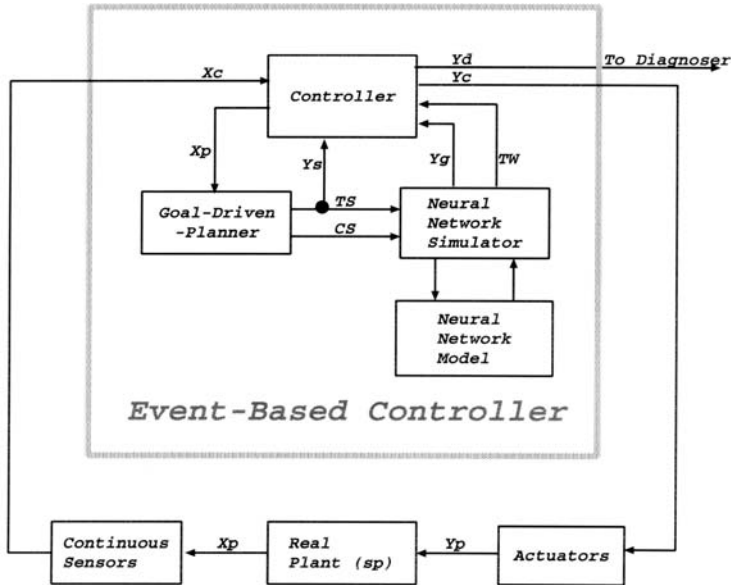 Yd
To Diagnoser
Xc
Yc
Controller
Xp
Ys
Yg
TW
Goal-Driven
-Planner
TS
CS
Neural
Network
Simulator
Neural
Network
Model
Event-Based Controller
Continuous
Sensors
Xp
Real
Plant (sp)
Yp
Actuators